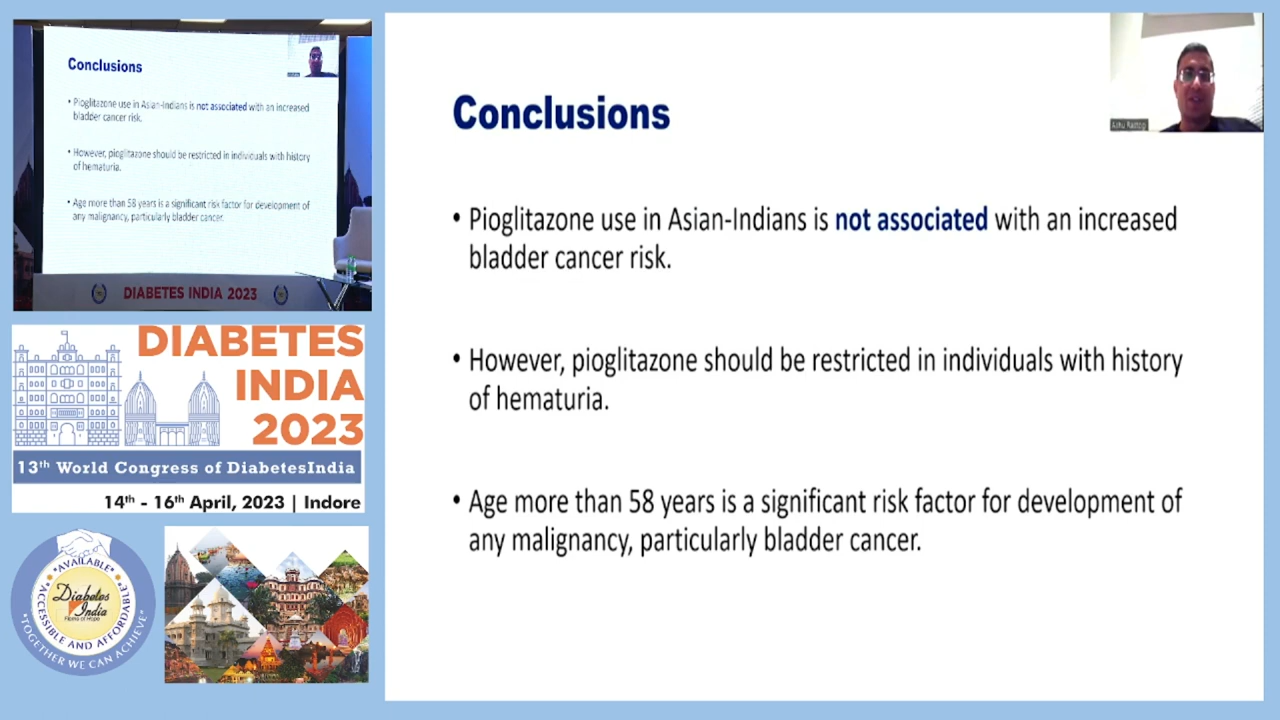 Conclusions
• Pioglitazone use in Asian-Indians is not associated with an increased
bladder cancer risk.
• However, pioglitazone should be restricted in individuals with history
of hematuria.
• Age more than 58 years is a significant risk factor for development of
any malignancy, particularly bladder cancer.
DIABETES INDIA 2023
DIABETES
INDIA
2023
13th World Congress of DiabetesIndia
14th - 16th April, 2023 | Indore
*AVAILABLE*
ACCESSIBLE AND AFFORDABLE
*TOGETHER WE CAN ACHIEVE*
Diabetes
India
Conclusions
• Pioglitazone use in Asian-Indians is not associated with an increased
bladder cancer risk.
• However, pioglitazone should be restricted in individuals with history
of hematuria.
• Age more than 58 years is a significant risk factor for development of
any malignancy, particularly bladder cancer.